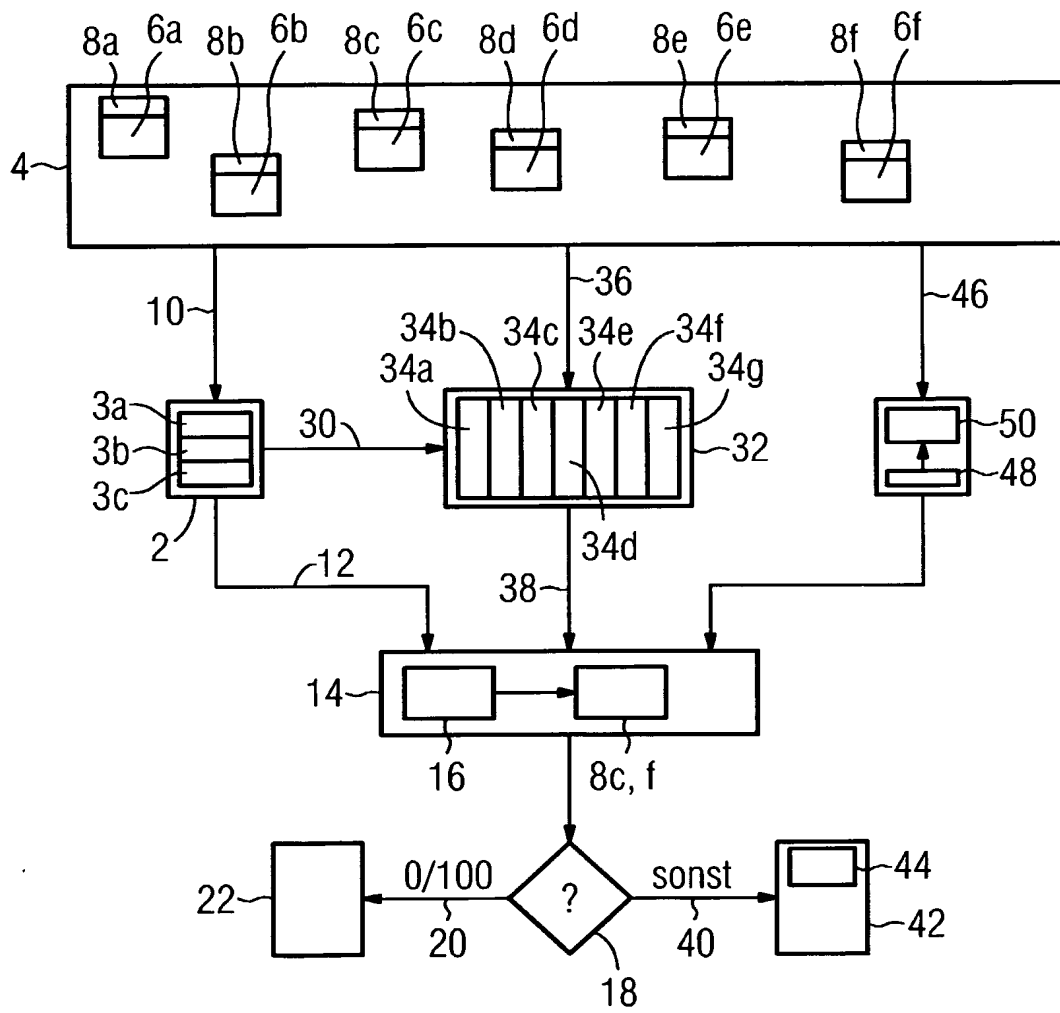 8a 6a 8b 6b 8c 6c 8d 6d 8e 6e 8f 6f
4
10 36 46
34b 34c 34e 34f
34a 34g
3a 50
30 32
3b
3c 48
2 34d
12 38
14
16 8c, f
0/100 ? sonst 44
22 20 40 42
18